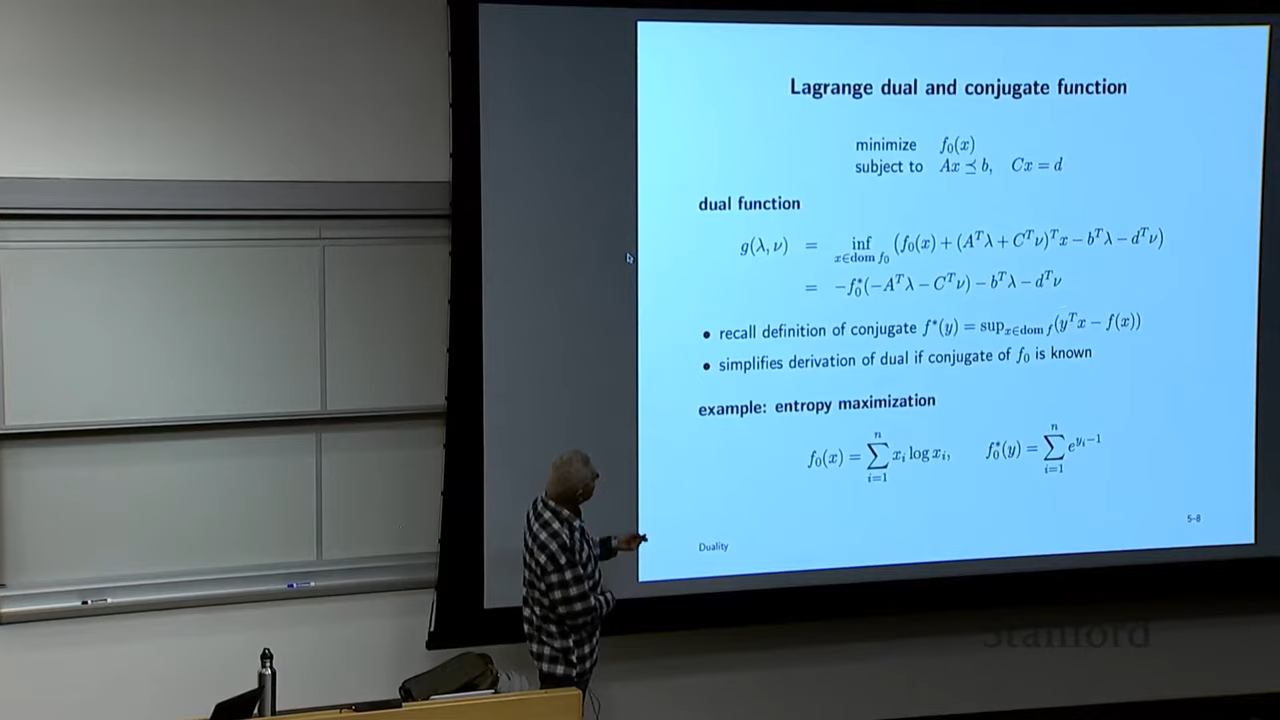 Lagrange dual and conjugate function
minimize f₀(x)
subject to Ax ⪯ b, Cx = d
dual function
g(λ, ν) = inf_{x∈dom f₀} (f₀(x) + (Aᵀλ + Cᵀν)ᵀx − bᵀλ − dᵀν)
= −f₀*(−Aᵀλ − Cᵀν) − bᵀλ − dᵀν
• recall definition of conjugate f*(y) = sup_{x∈dom f}(yᵀx − f(x))
• simplifies derivation of dual if conjugate of f₀ is known
example: entropy maximization
f₀(x) = ∑_{i=1}^{n} xᵢ log xᵢ, f₀*(y) = ∑_{i=1}^{n} e^{yᵢ−1}
5–8
Duality
Stanford